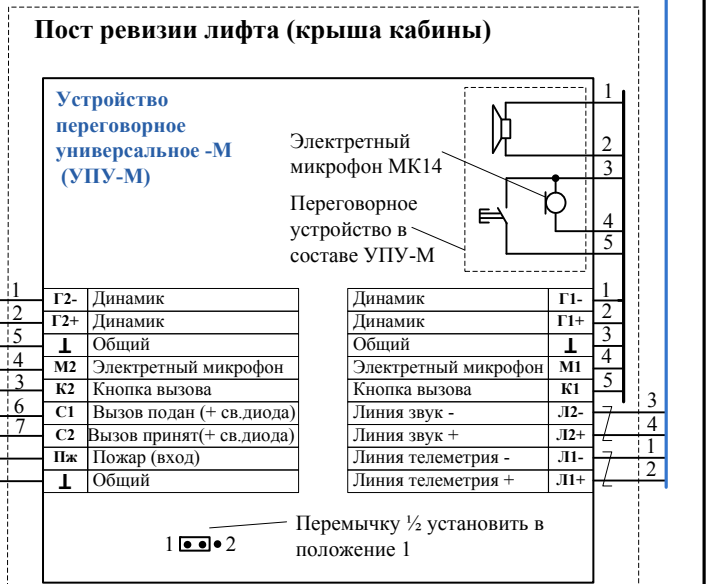 Пост ревизии лифта (крыша кабины)
Устройство
переговорное
универсальное -М
(УПУ-М)
Электретный
микрофон МК14
Переговорное
устройство в
составе УПУ-М
1
2
3
4
5
1 Г2- Динамик
2 Г2+ Динамик
5 ⊥ Общий
4 М2 Электретный микрофон
3 К2 Кнопка вызова
6 С1 Вызов подан (+ св.диода)
7 С2 Вызов принят(+ св.диода)
Пж Пожар (вход)
⊥ Общий
Динамик Г1- 1
Динамик Г1+ 2
Общий ⊥ 3
Электретный микрофон М1 4
Кнопка вызова К1 5
Линия звук - Л2- 3
Линия звук + Л2+ 4
Линия телеметрия - Л1- 1
Линия телеметрия + Л1+ 2
1 2
Перемычку ½ установить в
положение 1